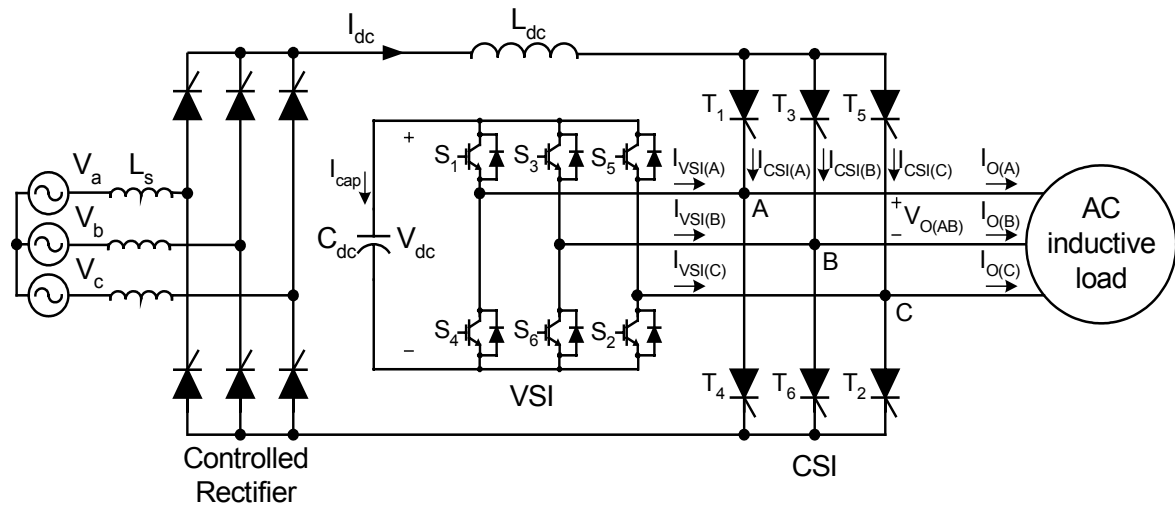 I_dc
L_dc
T_1
T_3
T_5
+
S_1
S_3
S_5
I_VSI(A)
I_CSI(A)
I_CSI(B)
I_CSI(C)
I_O(A)
V_a
L_s
I_cap
A
+
V_O(AB)
−
I_VSI(B)
I_O(B)
AC
inductive
load
V_b
C_dc
V_dc
B
V_c
I_VSI(C)
I_O(C)
C
S_4
S_6
S_2
−
VSI
T_4
T_6
T_2
Controlled
Rectifier
CSI